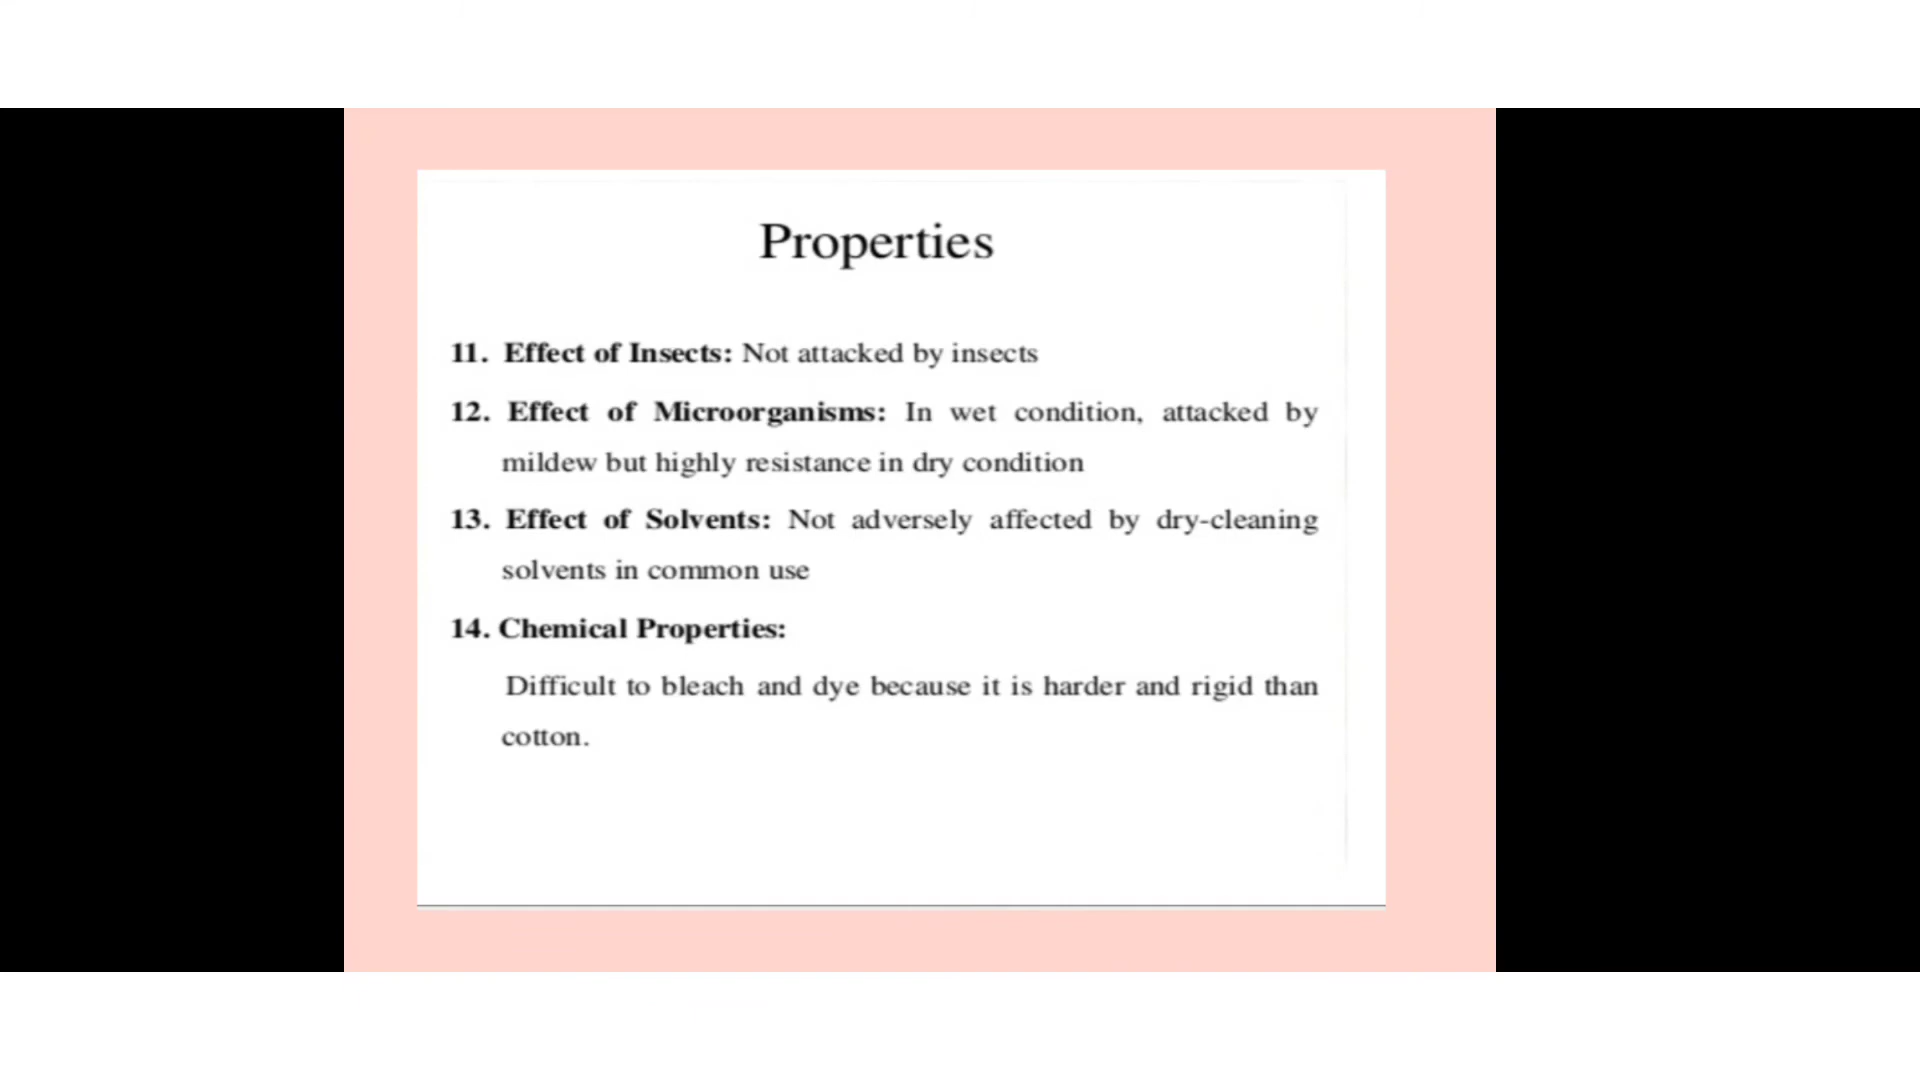 Properties
11. Effect of Insects: Not attacked by insects
12. Effect of Microorganisms: In wet condition, attacked by
mildew but highly resistance in dry condition
13. Effect of Solvents: Not adversely affected by dry-cleaning
solvents in common use
14. Chemical Properties:
Difficult to bleach and dye because it is harder and rigid than
cotton.